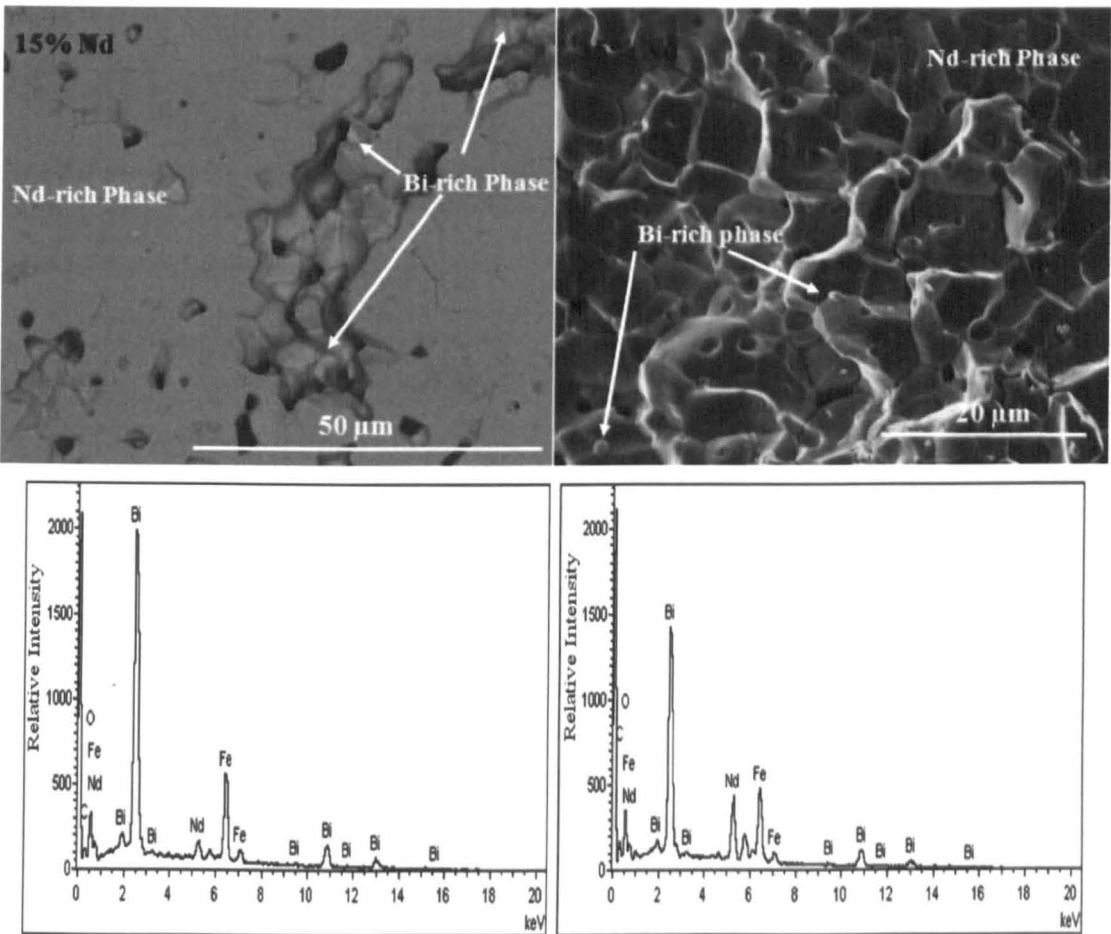 15% Nd
Nd-rich Phase
Bi-rich Phase
50 µm
Nd-rich Phase
Bi-rich phase
20 µm
Relative Intensity
2000
1500
1000
500
0
Bi
O
Fe
Nd
C
Bi
Bi
Nd
Fe
Fe
Bi
Bi
Bi
Bi
Bi
0 2 4 6 8 10 12 14 16 18 20
keV
Relative Intensity
2000
1500
1000
500
0
Bi
O
C
Fe
Nd
Bi
Bi
Nd
Fe
Fe
Bi
Bi
Bi
Bi
Bi
0 2 4 6 8 10 12 14 16 18 20
keV